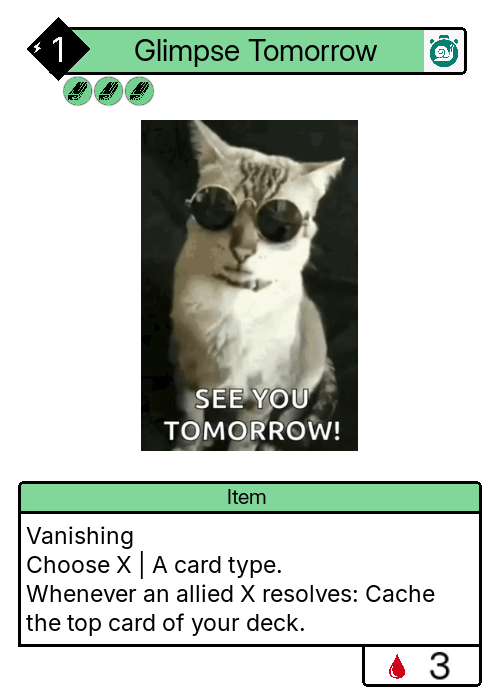 1
Glimpse Tomorrow
SEE YOU
TOMORROW!
Item
Vanishing
Choose X | A card type.
Whenever an allied X resolves: Cache
the top card of your deck.
3